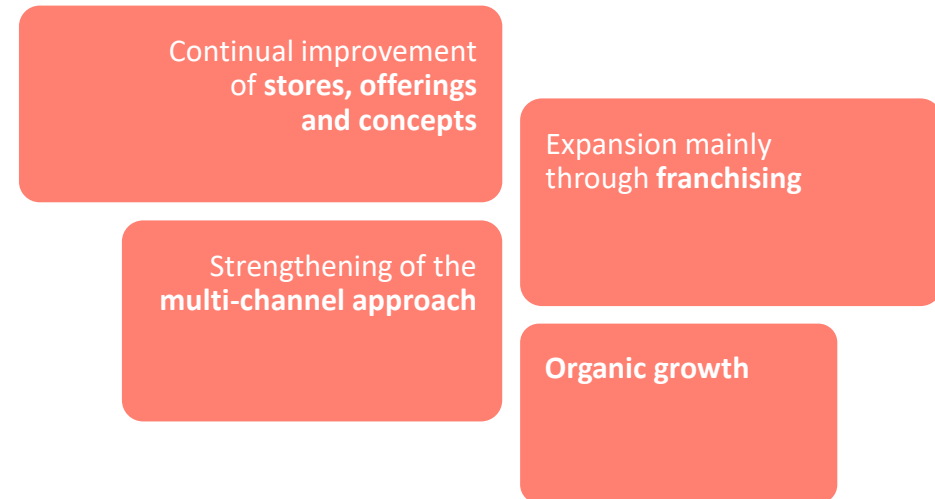 Continual improvement
of stores, offerings
and concepts
Expansion mainly
through franchising
Strengthening of the
multi-channel approach
Organic growth